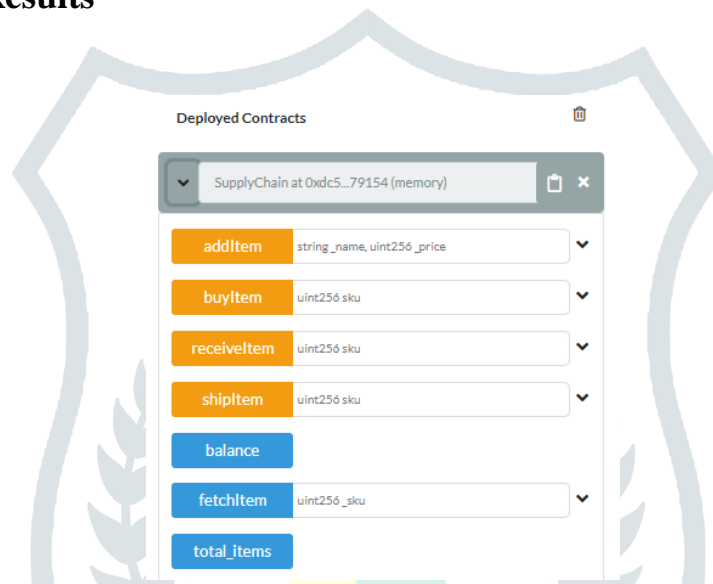 Deployed Contracts
SupplyChain at 0xdc5...79154 (memory)
addItem string _name, uint256 _price
buyItem uint256 sku
receiveItem uint256 sku
shipItem uint256 sku
balance
fetchItem uint256 _sku
total_items